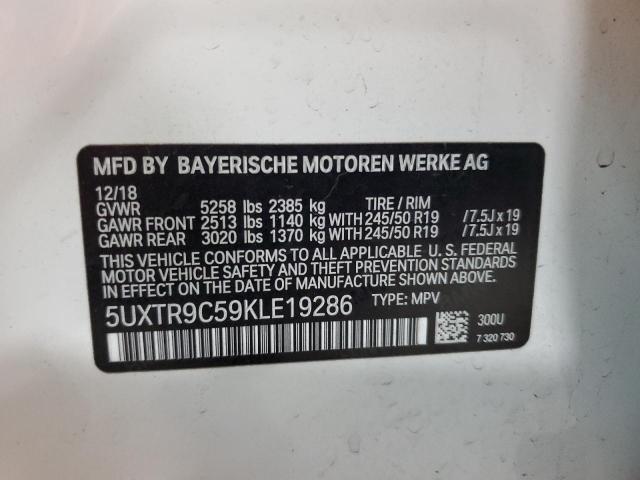 MFD BY BAYERISCHE MOTOREN WERKE AG
12/18
GVWR 5258 lbs 2385 kg TIRE / RIM
GAWR FRONT 2513 lbs 1140 kg WITH 245/50 R19 /7.5J x 19
GAWR REAR 3020 lbs 1370 kg WITH 245/50 R19 /7.5J x 19
THIS VEHICLE CONFORMS TO ALL APPLICABLE U.S. FEDERAL
MOTOR VEHICLE SAFETY AND THEFT PREVENTION
STANDARDS IN EFFECT ON THE DATE OF MANUFACTURE SHOWN ABOVE.
5UXTR9C59KLE19286 TYPE: MPV
300U
7 320 730